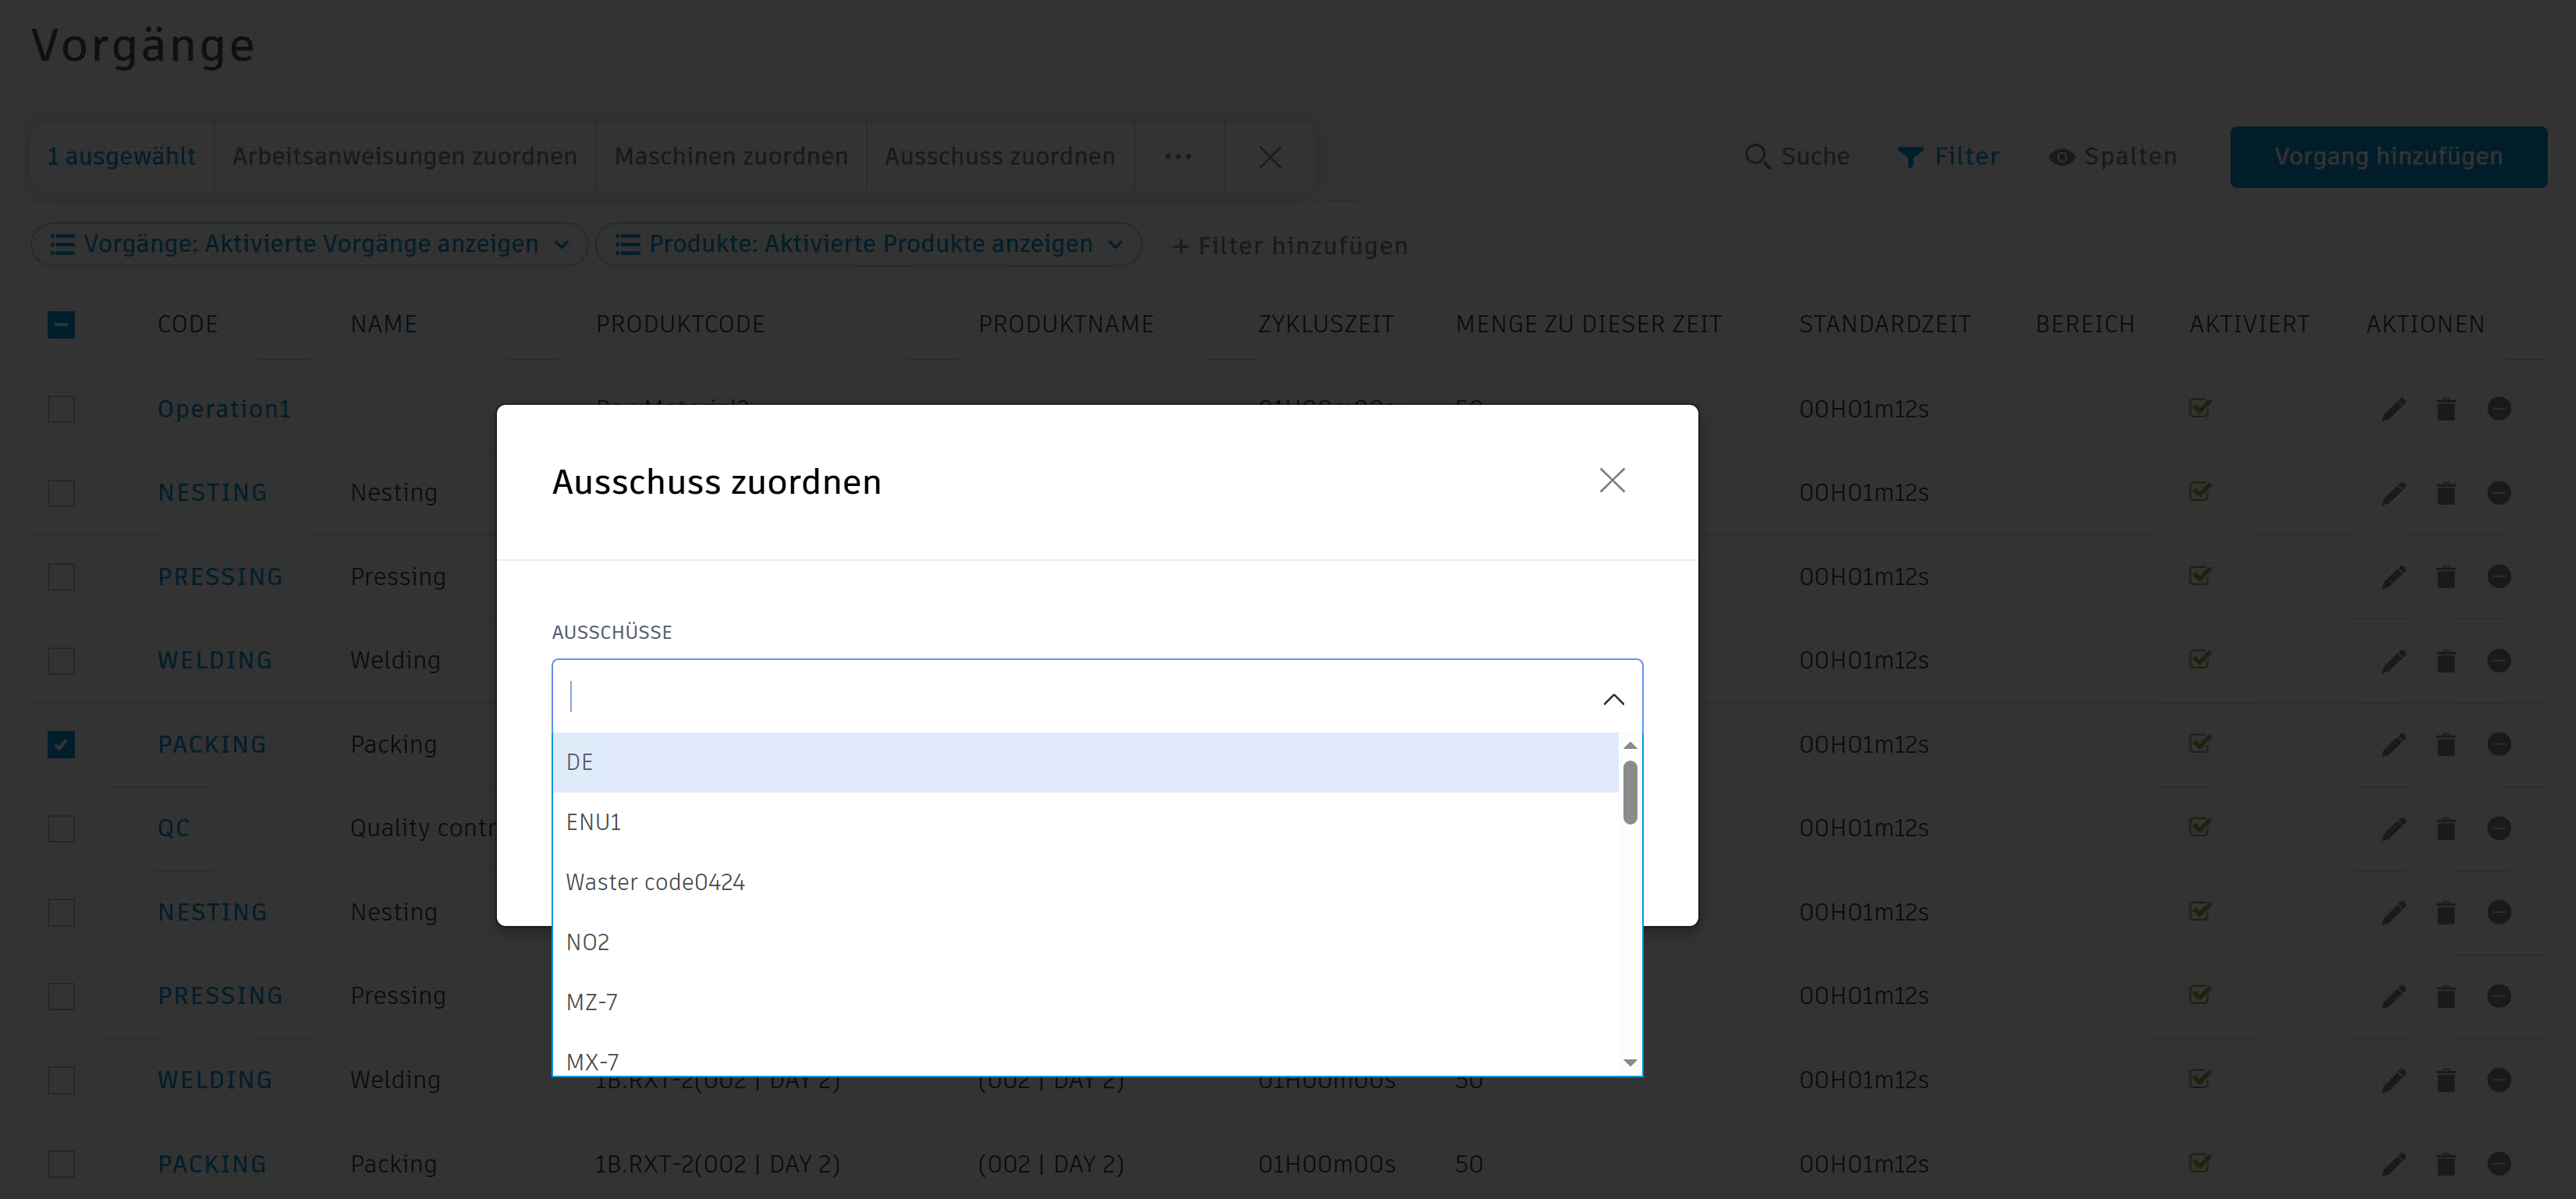 Vorgänge
1 ausgewählt Arbeitsanweisungen zuordnen Maschinen zuordnen Ausschuss zuordnen ... Suche Filter Spalten Vorgang hinzufügen
Vorgänge: Aktivierte Vorgänge anzeigen Produkte: Aktivierte Produkte anzeigen + Filter hinzufügen
CODE NAME PRODUKTCODE PRODUKTNAME ZYKLUSZEIT MENGE ZU DIESER ZEIT STANDARDZEIT BEREICH AKTIVIERT AKTIONEN
Operation1 00H01m12s
NESTING Nesting 00H01m12s
PRESSING Pressing 00H01m12s
WELDING Welding 00H01m12s
PACKING Packing 00H01m12s
QC Quality contr 00H01m12s
NESTING Nesting 00H01m12s
PRESSING Pressing 00H01m12s
WELDING Welding 1B.RXT-2(002 | DAY 2) (002 | DAY 2) 01H00m00s 50 00H01m12s
PACKING Packing 1B.RXT-2(002 | DAY 2) (002 | DAY 2) 01H00m00s 50 00H01m12s
Ausschuss zuordnen
AUSSCHÜSSE
DE
ENU1
Waster code0424
NO2
MZ-7
MX-7